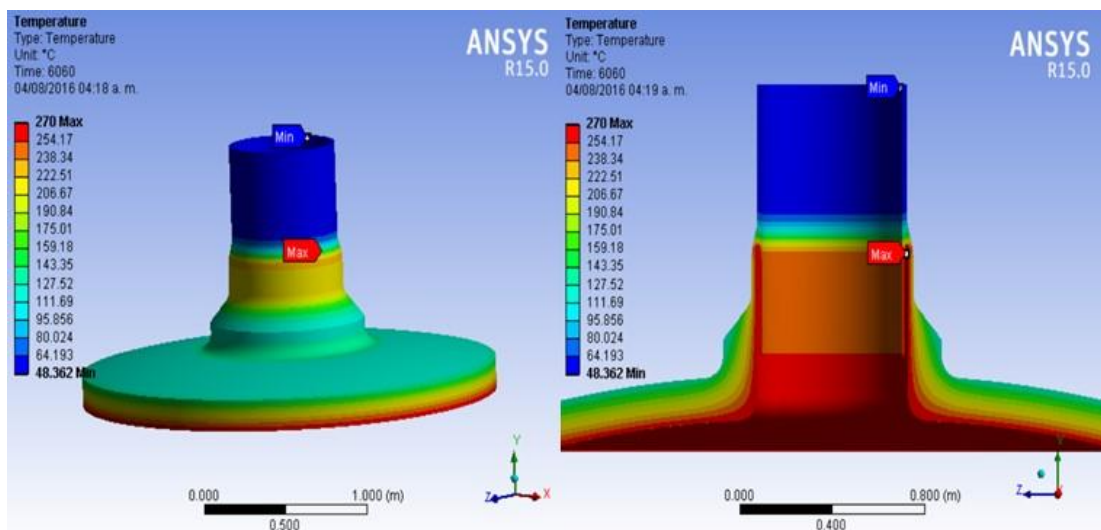 Temperature
Type: Temperature
Unit: °C
Time: 6060
04/08/2016 04:18 a. m.
ANSYS
R15.0
270 Max
254.17
238.34
222.51
206.67
190.84
175.01
159.18
143.35
127.52
111.69
95.856
80.024
64.193
48.362 Min
Min
Max
0.000
1.000 (m)
0.500
Y
Z
X
Temperature
Type: Temperature
Unit: °C
Time: 6060
04/08/2016 04:19 a. m.
ANSYS
R15.0
270 Max
254.17
238.34
222.51
206.67
190.84
175.01
159.18
143.35
127.52
111.69
95.856
80.024
64.193
48.362 Min
Min
Max
0.000
0.800 (m)
0.400
Y
Z
X